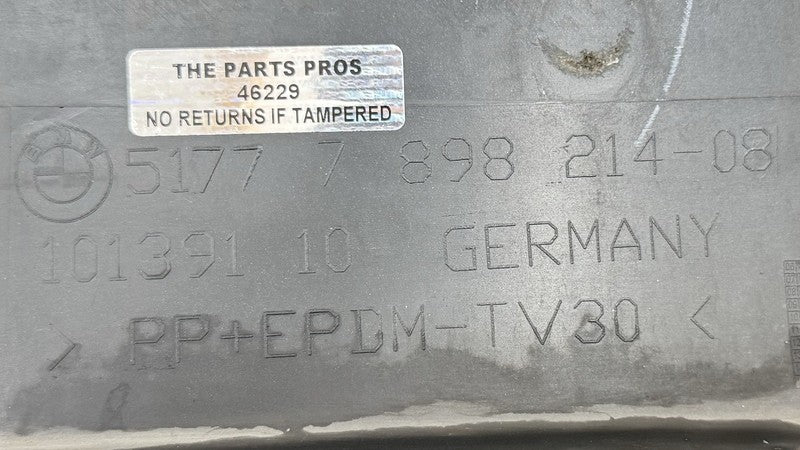 THE PARTS PROS
46229
NO RETURNS IF TAMPERED
BMW
5177 7 898 214-08
101391 10 GERMANY
> PP+EPDM-TV30 <